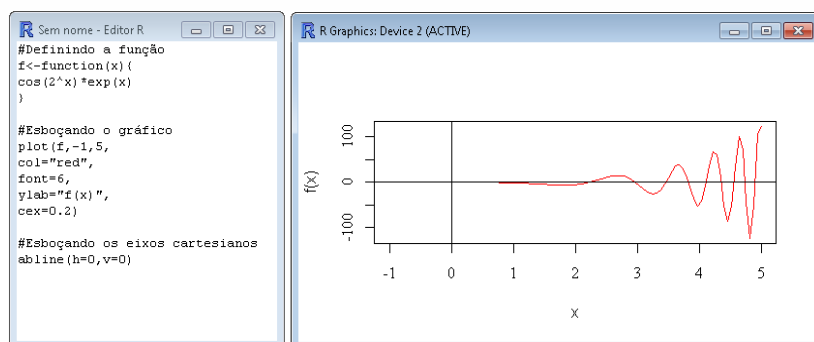 Sem nome - Editor R
#Definindo a função
f<-function(x){
cos(2^x)*exp(x)
}
#Esboçando o gráfico
plot(f,-1,5,
col="red",
font=6,
ylab="f(x)",
cex=0.2)
#Esboçando os eixos cartesianos
abline(h=0,v=0)
R Graphics: Device 2 (ACTIVE)
f(x)
100
0
-100
-1 0 1 2 3 4 5
x